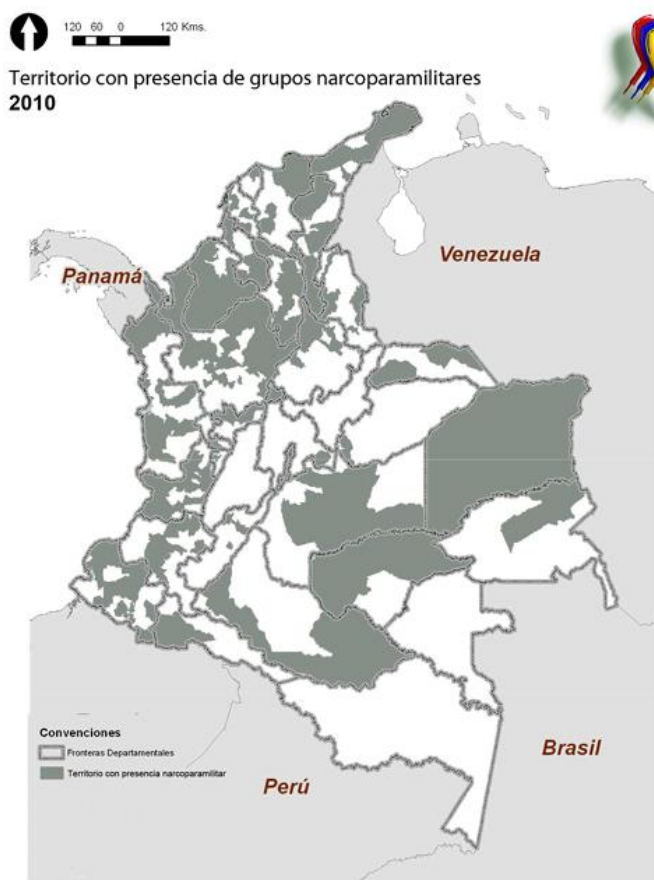 120 60 0 120 Kms.
Territorio con presencia de grupos narcoparamilitares
2010
Venezuela
Panamá
Convenciones
Fronteras Departamentales
Territorio con presencia narcoparamilitar
Brasil
Perú